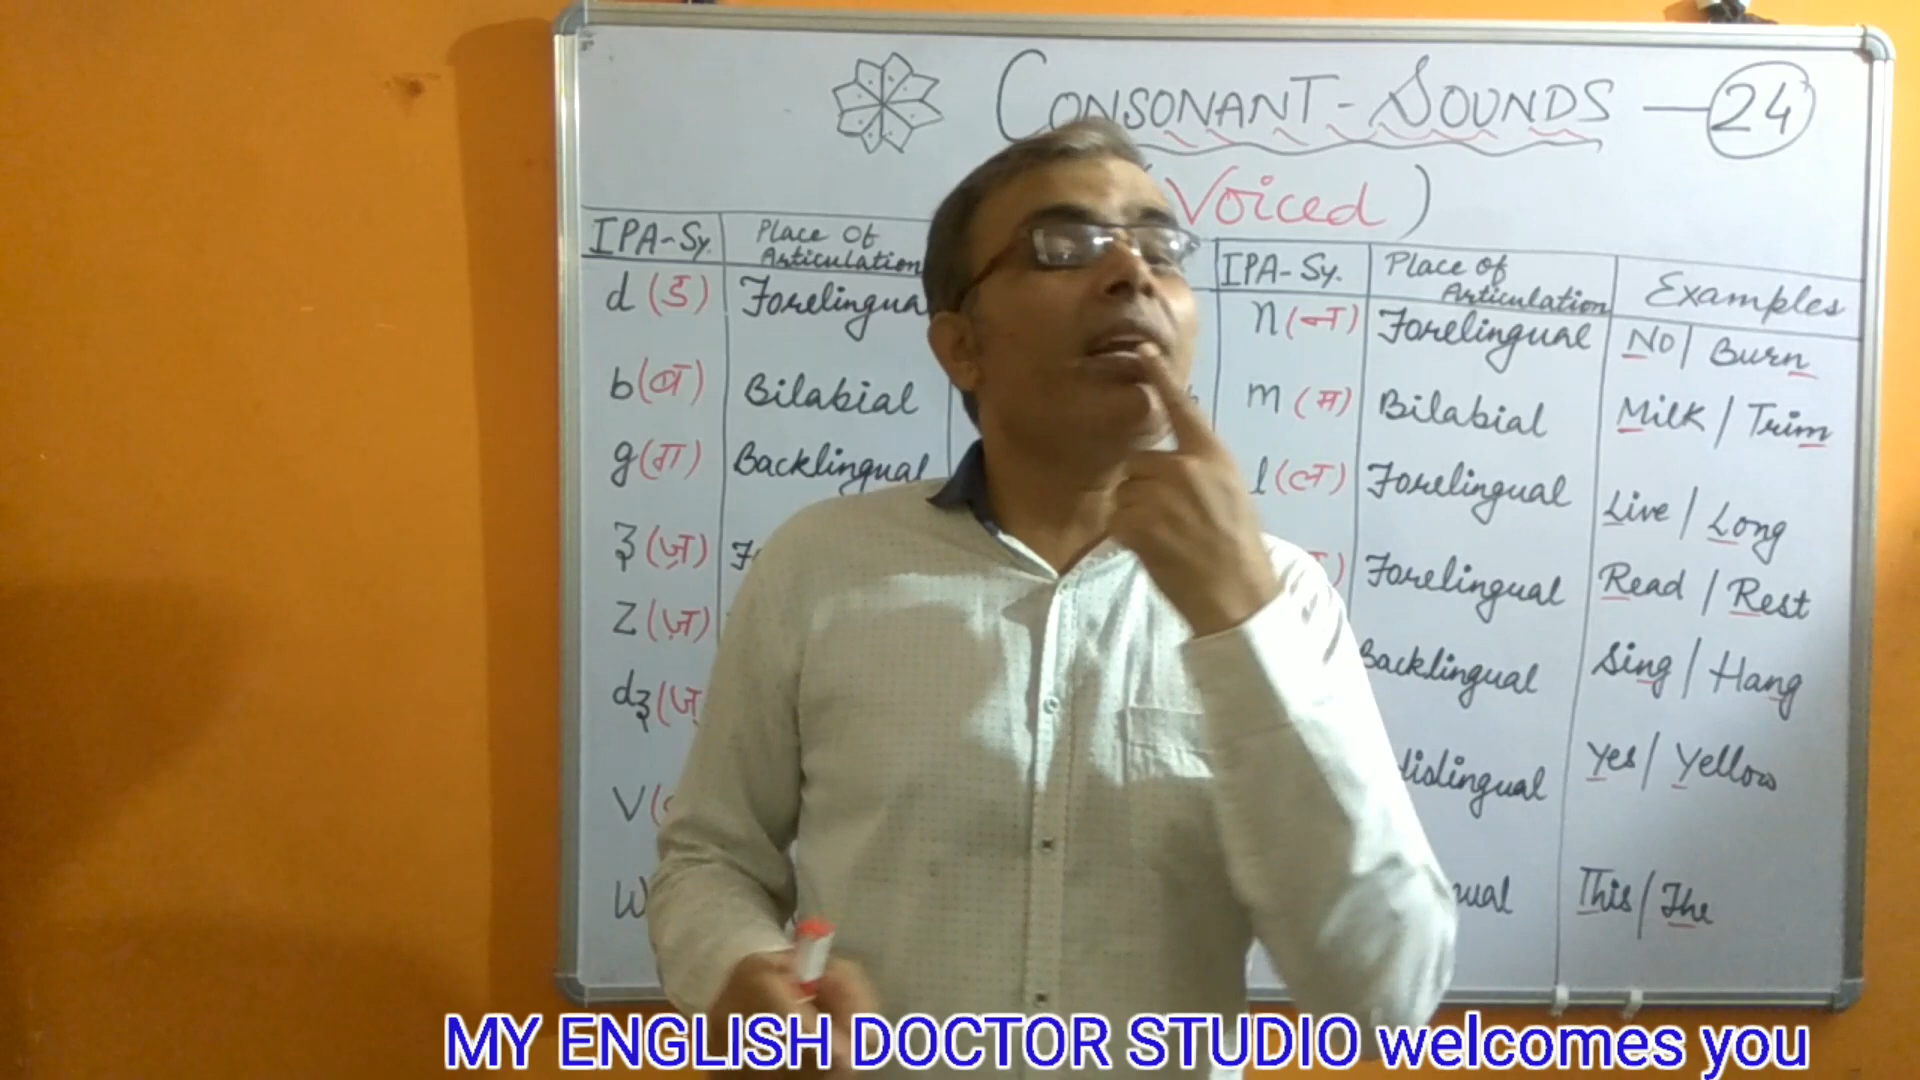 CONSONANT-SOUNDS — 24
Voiced )
IPA-Sy. Place Of Articulation
d (ड) Forelingual
b (ब) Bilabial
g (ग) Backlingual
ʒ (ज़)
z (ज़)
dʒ (ज
v
w
IPA-Sy. Place of Articulation Examples
n (न) Forelingual No / Burn
m (म) Bilabial Milk / Trim
l (ल) Forelingual Live / Long
Forelingual Read / Rest
Backlingual Sing / Hang
Yes / Yellow
This / The
MY ENGLISH DOCTOR STUDIO welcomes you